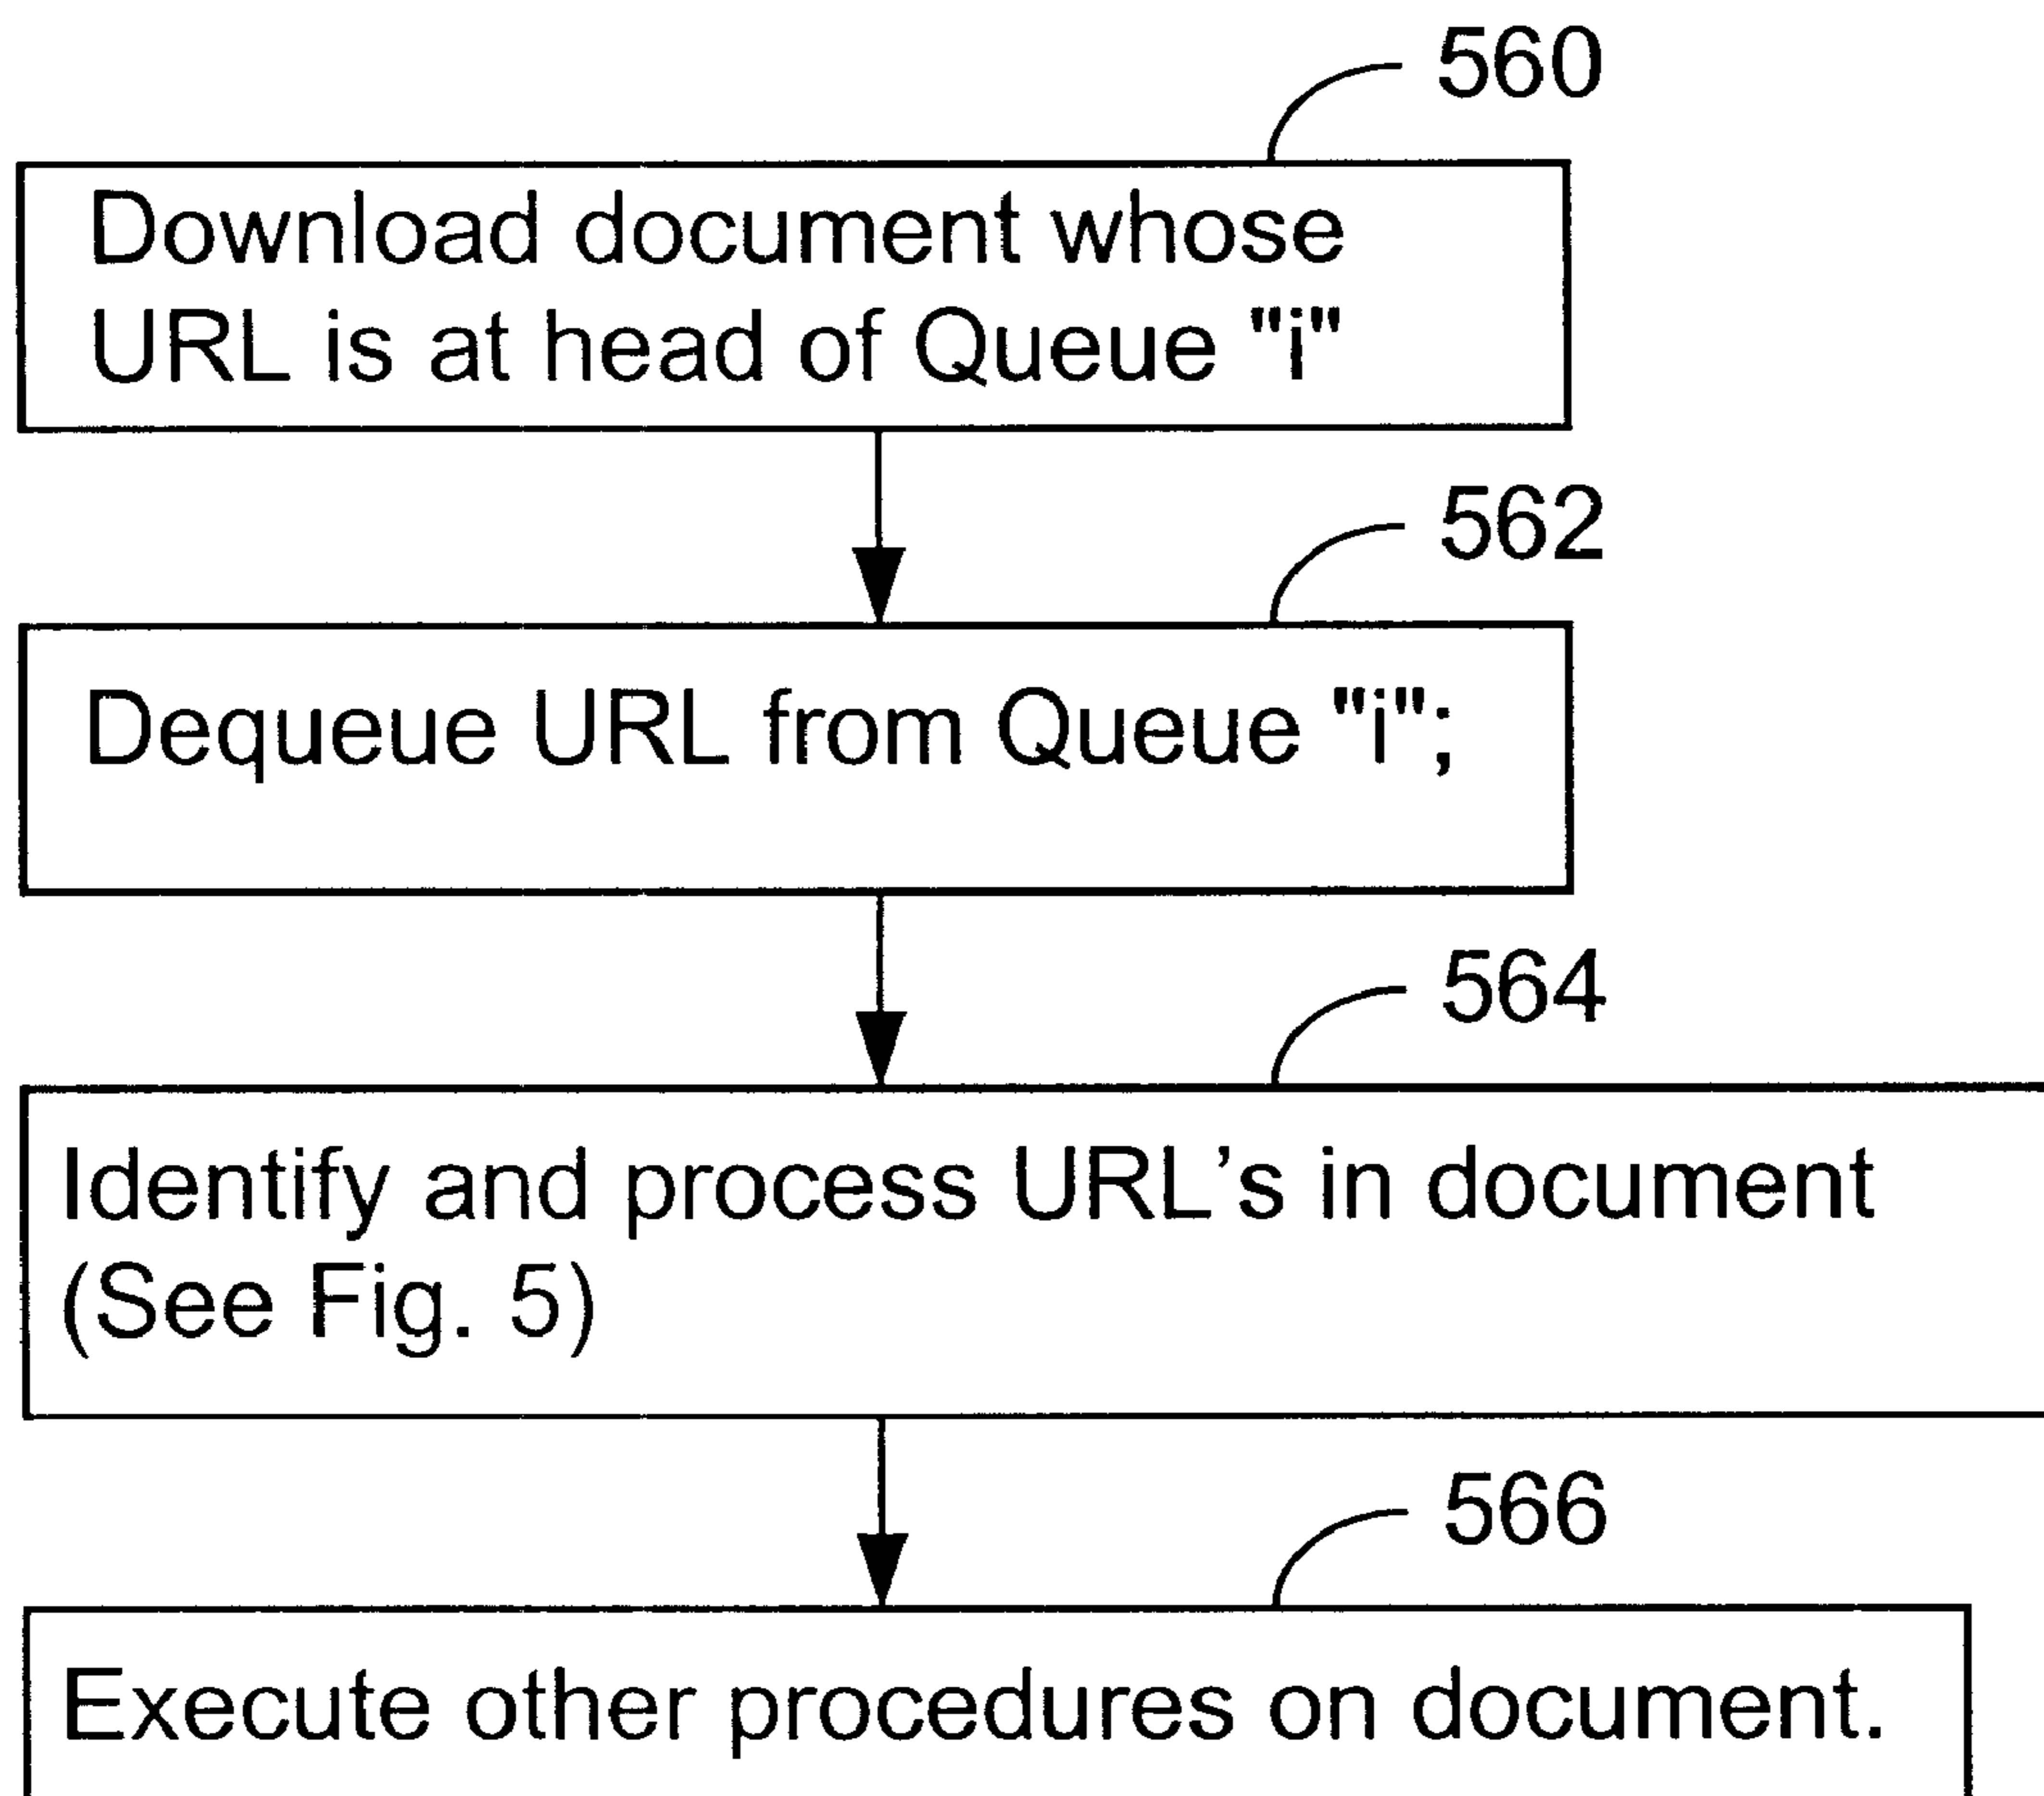 560
Download document whose
URL is at head of Queue "i"
562
Dequeue URL from Queue "i";
564
Identify and process URL’s in document
(See Fig. 5)
566
Execute other procedures on document.